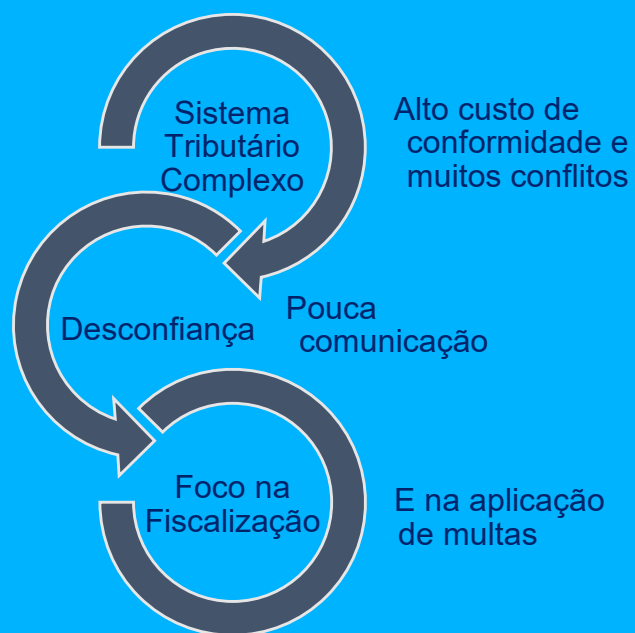 Sistema
Tributário
Complexo
Alto custo de
conformidade e
muitos conflitos
Desconfiança
Pouca
comunicação
Foco na
Fiscalização
E na aplicação
de multas